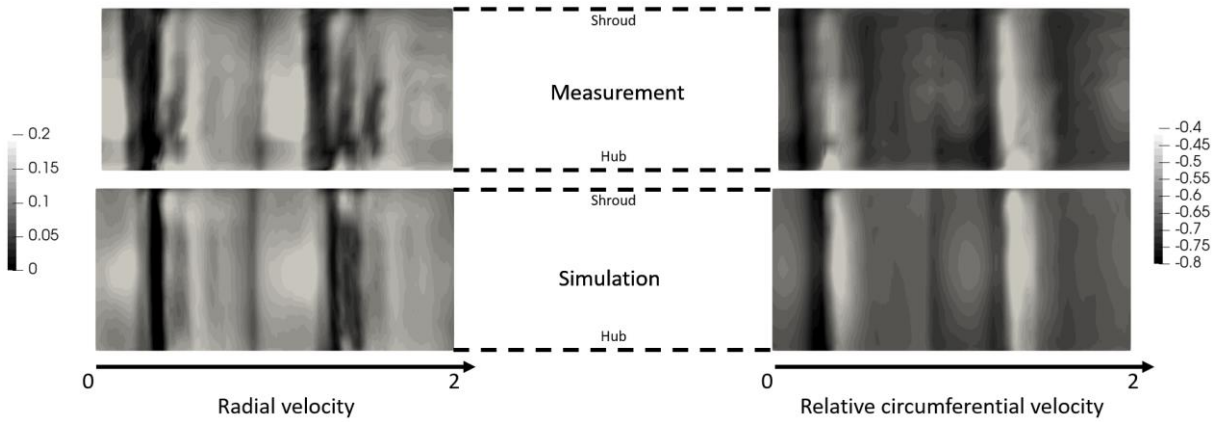 Shroud
Measurement
Hub
0.2
0.15
0.1
0.05
0
-0.4
-0.45
-0.5
-0.55
-0.6
-0.65
-0.7
-0.75
-0.8
Shroud
Simulation
Hub
0 2
Radial velocity
0 2
Relative circumferential velocity